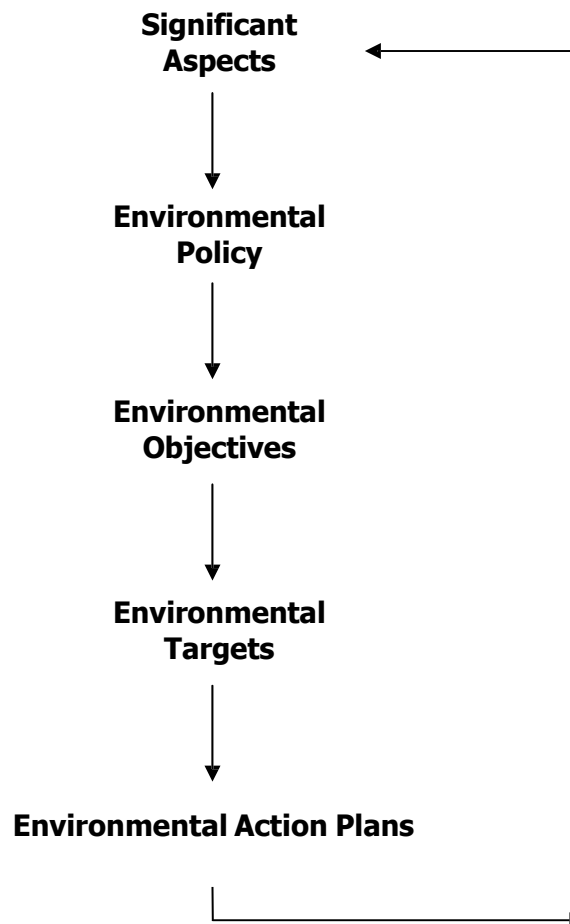 Significant
Aspects
Environmental
Policy
Environmental
Objectives
Environmental
Targets
Environmental Action Plans